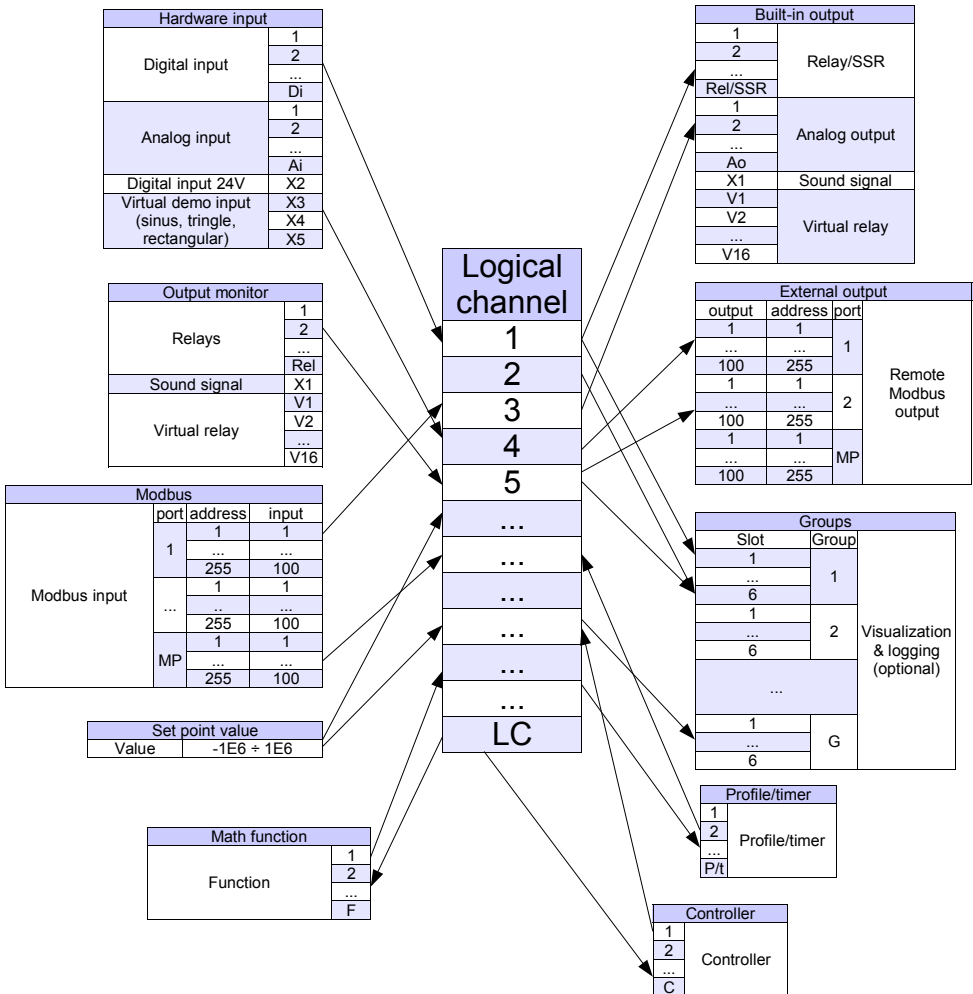 Hardware input
Digital input
1
2
...
Di
Analog input
1
2
...
Ai
Digital input 24V X2
Virtual demo input
(sinus, tringle,
rectangular)
X3
X4
X5
Output monitor
Relays
1
2
...
Rel
Sound signal X1
Virtual relay
V1
V2
...
V16
Modbus
port address input
Modbus input
1
1 1
... ...
255 100
...
1 1
.. ...
255 100
MP
1 1
... ...
255 100
Set point value
Value -1E6 ÷ 1E6
Math function
Function
1
2
...
F
Logical
channel
1
2
3
4
5
...
...
...
...
...
...
LC
Built-in output
1
2
...
Rel/SSR
Relay/SSR
1
2
...
Ao
Analog output
X1 Sound signal
V1
V2
...
V16
Virtual relay
External output
output address port
1 1
... ...
100 255
1
1 1
... ...
100 255
2
1 1
... ...
100 255
MP
Remote
Modbus
output
Groups
Slot Group
1
...
6
1
1
...
6
2
...
1
...
6
G
Visualization
& logging
(optional)
Profile/timer
1
2
...
P/t
Profile/timer
Controller
1
2
...
C
Controller